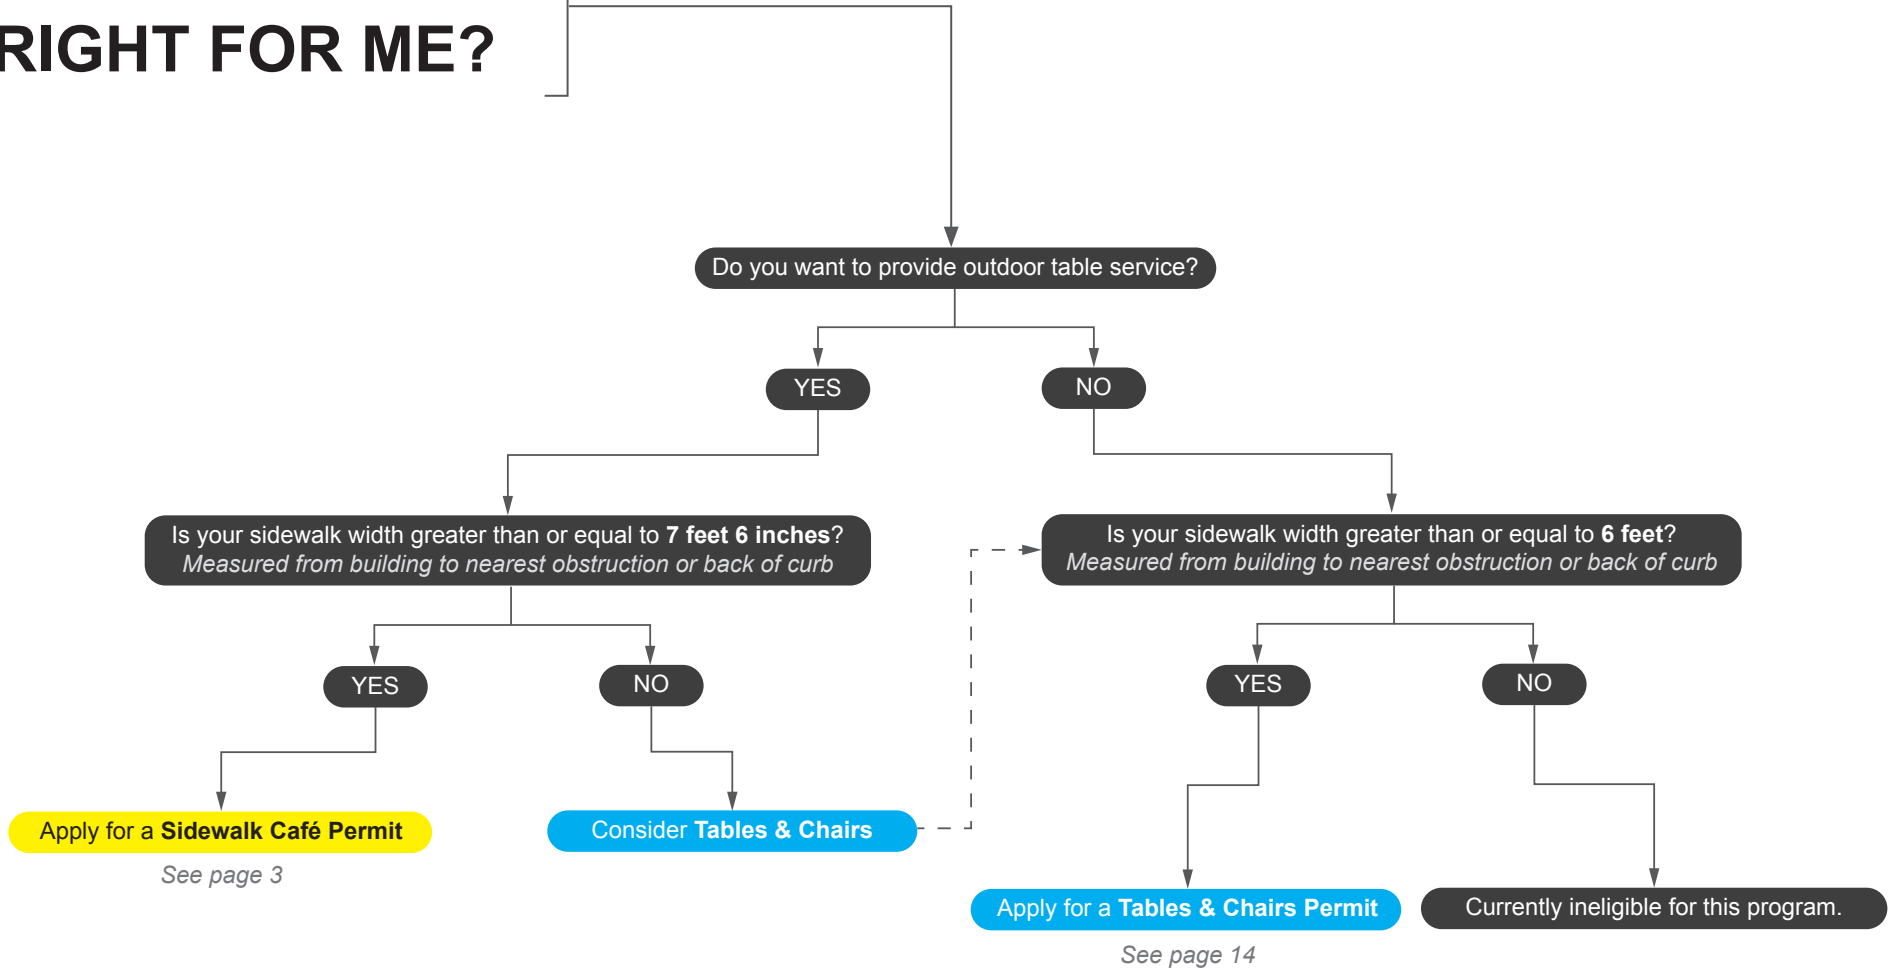 RIGHT FOR ME?
Do you want to provide outdoor table service?
YES
NO
Is your sidewalk width greater than or equal to 7 feet 6 inches?
Measured from building to nearest obstruction or back of curb
Is your sidewalk width greater than or equal to 6 feet?
Measured from building to nearest obstruction or back of curb
YES
NO
YES
NO
Apply for a Sidewalk Café Permit
See page 3
Consider Tables & Chairs
Apply for a Tables & Chairs Permit
See page 14
Currently ineligible for this program.